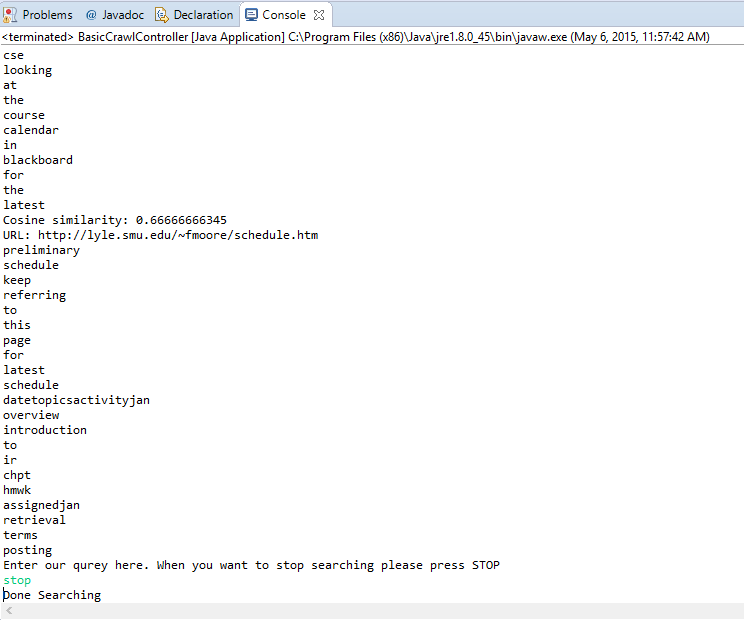 Problems @ Javadoc Declaration Console
<terminated> BasicCrawlController [Java Application] C:\Program Files (x86)\Java\jre1.8.0_45\bin\javaw.exe (May 6, 2015, 11:57:42 AM)
cse
looking
at
the
course
calendar
in
blackboard
for
the
latest
Cosine similarity: 0.66666666345
URL: http://lyle.smu.edu/~fmoore/schedule.htm
preliminary
schedule
keep
referring
to
this
page
for
latest
schedule
datetopicsactivityjan
overview
introduction
to
ir
chpt
hmwk
assignedjan
retrieval
terms
posting
Enter our qurey here. When you want to stop searching please press STOP
stop
Done Searching